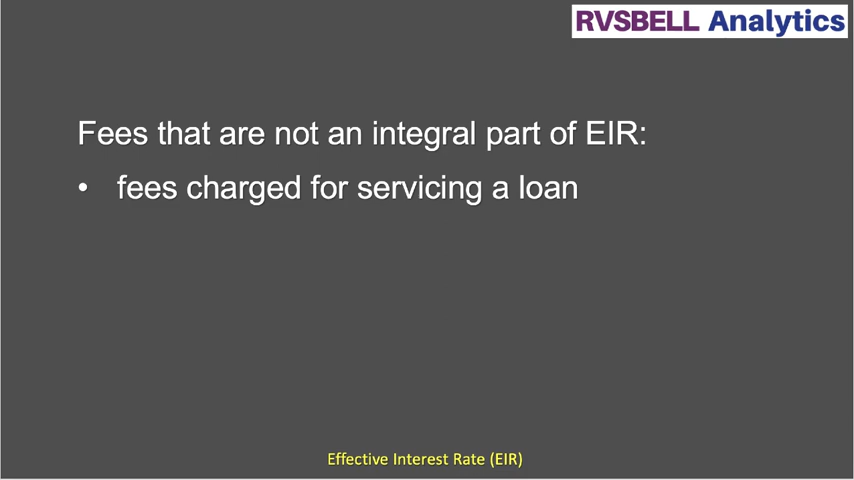 RVSBELL Analytics
Fees that are not an integral part of EIR:
• fees charged for servicing a loan
Effective Interest Rate (EIR)